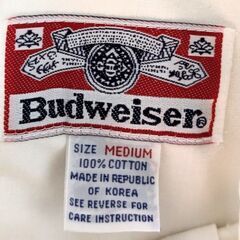 Budweiser®
SIZE MEDIUM
100% COTTON
MADE IN REPUBLIC
OF KOREA
SEE REVERSE FOR
CARE INSTRUCTION